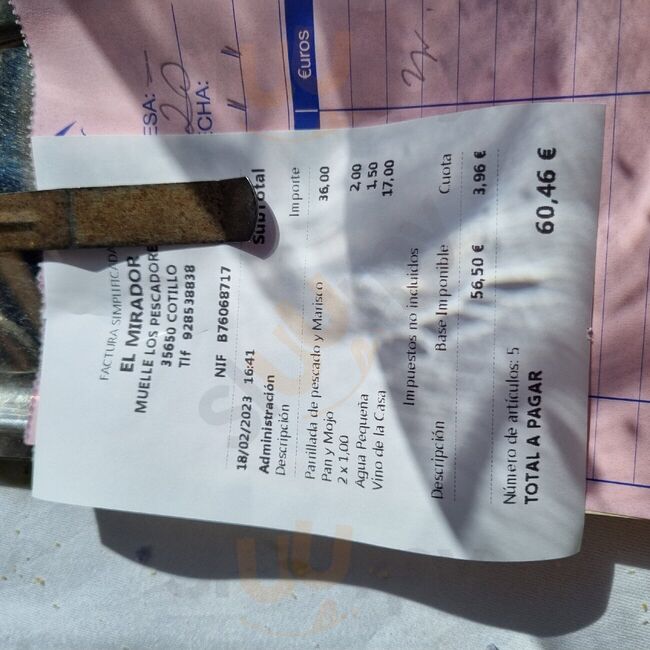 FACTURA SIMPLIFICADA
EL MIRADOR
MUELLE LOS PESCADORE
35650 COTILLO
Tlf 928538838
NIF B76068717
18/02/2023 16:41
Administración Subtotal
Descripción Importe
Parrillada de pescado y Marisco 36,00
Pan y Mojo
2 x 1,00 2,00
Agua Pequeña 1,50
Vino de la Casa 17,00
Impuestos no incluidos
Descripción Base Imponible Cuota
56,50 € 3,96 €
Número de artículos: 5
TOTAL A PAGAR 60,46 €
ESA:
20
CHA:
€uros